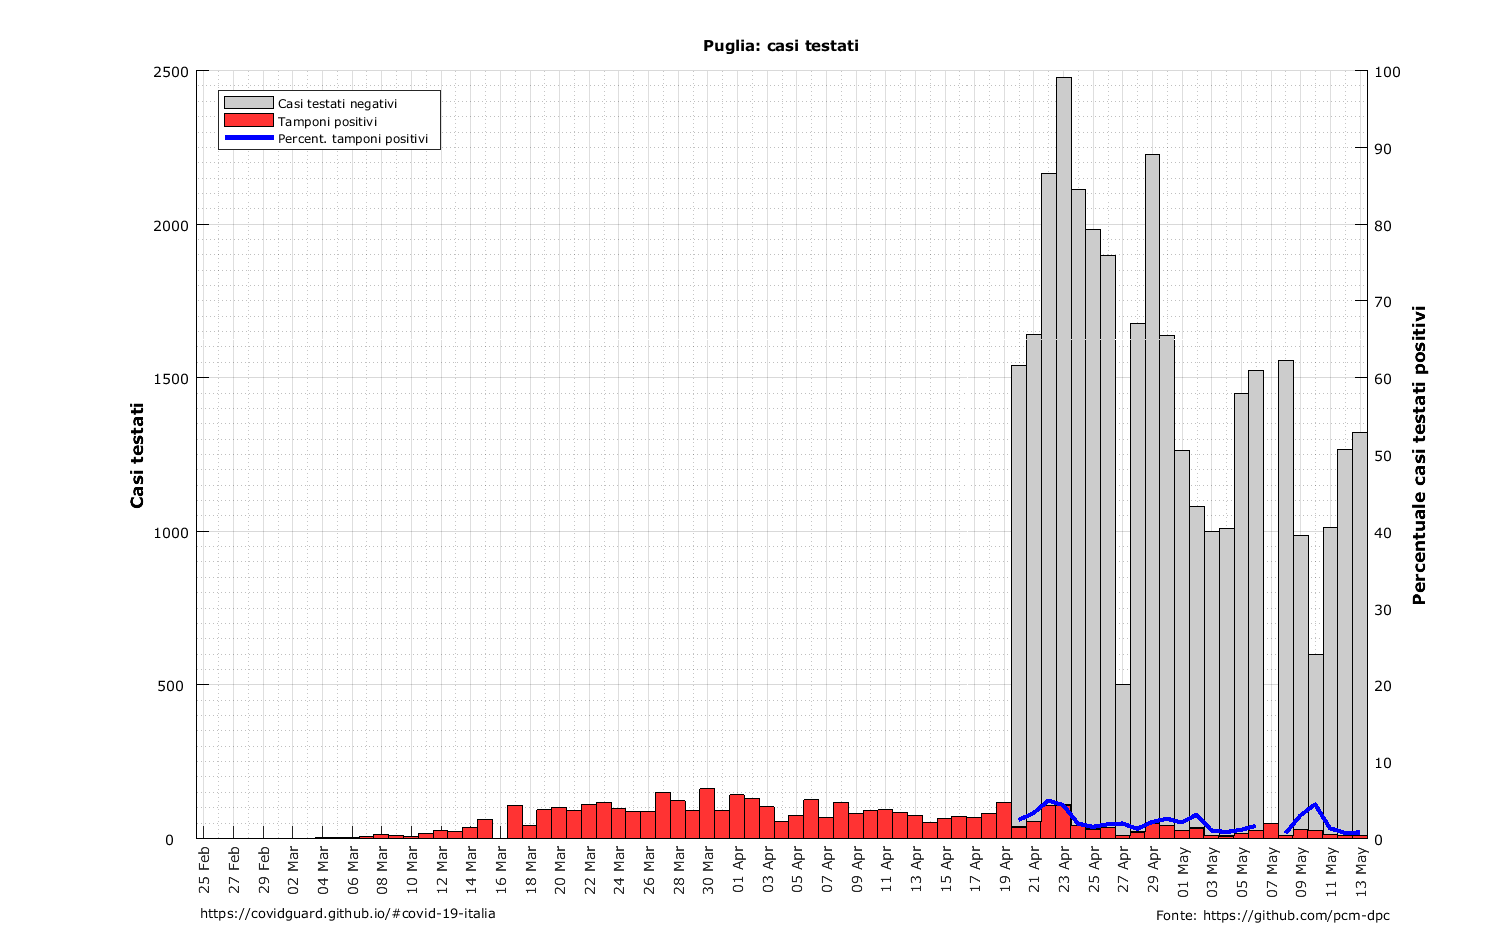 Puglia: casi testati
Casi testati negativi
Tamponi positivi
Percent. tamponi positivi
Casi testati
2500
2000
1500
1000
500
0
100
90
80
70
60
50
40
30
20
10
0
Percentuale casi testati positivi
25 Feb
27 Feb
29 Feb
02 Mar
04 Mar
06 Mar
08 Mar
10 Mar
12 Mar
14 Mar
16 Mar
18 Mar
20 Mar
22 Mar
24 Mar
26 Mar
28 Mar
30 Mar
01 Apr
03 Apr
05 Apr
07 Apr
09 Apr
11 Apr
13 Apr
15 Apr
17 Apr
19 Apr
21 Apr
23 Apr
25 Apr
27 Apr
29 Apr
01 May
03 May
05 May
07 May
09 May
11 May
13 May
https://covidguard.github.io/#covid-19-italia
Fonte: https://github.com/pcm-dpc